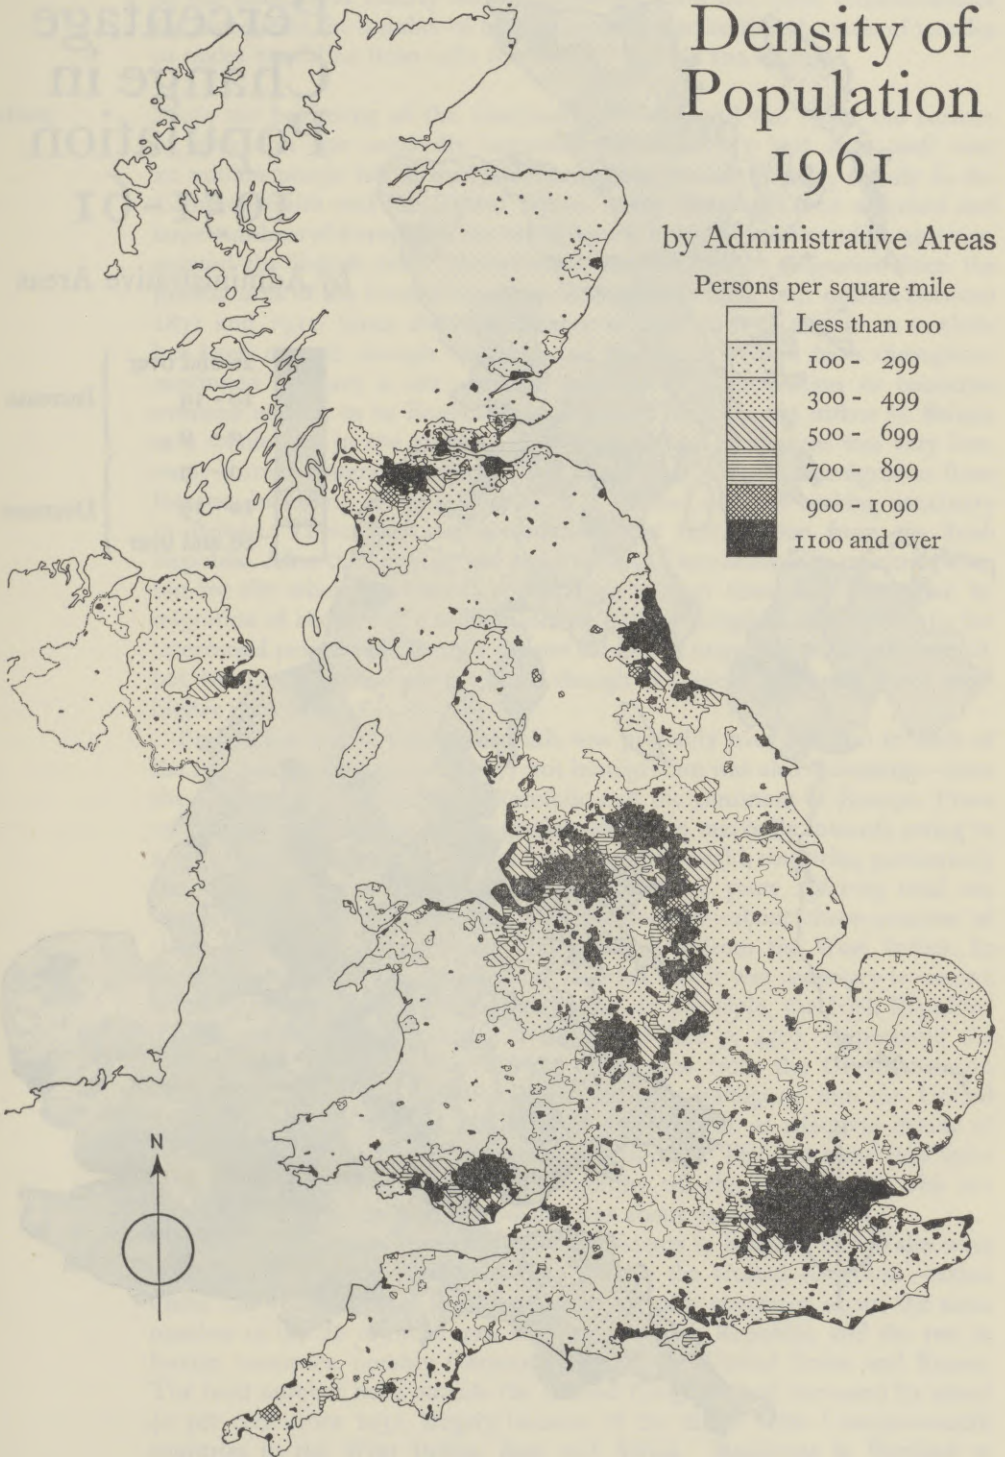 Density of
Population
1961
by Administrative Areas
Persons per square mile
Less than 100
100 - 299
300 - 499
500 - 699
700 - 899
900 - 1090
1100 and over
N